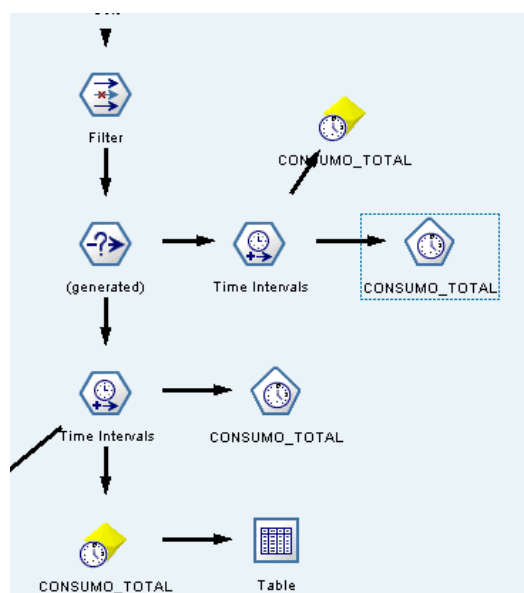 Filter
CONSUMO_TOTAL
(generated)
Time Intervals
CONSUMO_TOTAL
Time Intervals
CONSUMO_TOTAL
CONSUMO_TOTAL
Table